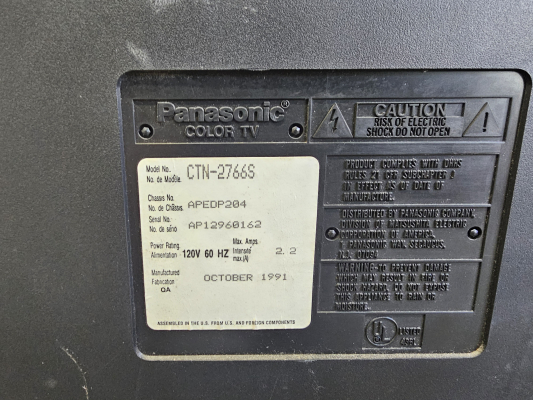 Panasonic®
COLOR TV
CAUTION
RISK OF ELECTRIC
SHOCK DO NOT OPEN
Model No.
No. de Modèle. CTN-2766S
Chassis No.
No. de Châssis. APEDP204
Serial No.
No. de série AP12960162
Power Rating
Alimentation 120V 60 HZ
Max. Amps.
Intensité
max.(A) 2.2
Manufactured
Fabrication OCTOBER 1991
GA
ASSEMBLED IN THE U.S. FROM U.S. AND FOREIGN COMPONENTS
PRODUCT COMPLIES WITH DHHS
RULES 21 CFR SUBCHAPTER J
IN EFFECT AS OF DATE OF
MANUFACTURE.
DISTRIBUTED BY PANASONIC COMPANY,
DIVISION OF MATSUSHITA ELECTRIC
CORPORATION OF AMERICA.
1 PANASONIC WAY, SECAUCUS,
N.J. 07094
WARNING-TO PREVENT DAMAGE
WHICH MAY RESULT IN FIRE OR
SHOCK HAZARD, DO NOT EXPOSE
THIS APPLIANCE TO RAIN OR
MOISTURE.
UL LISTED